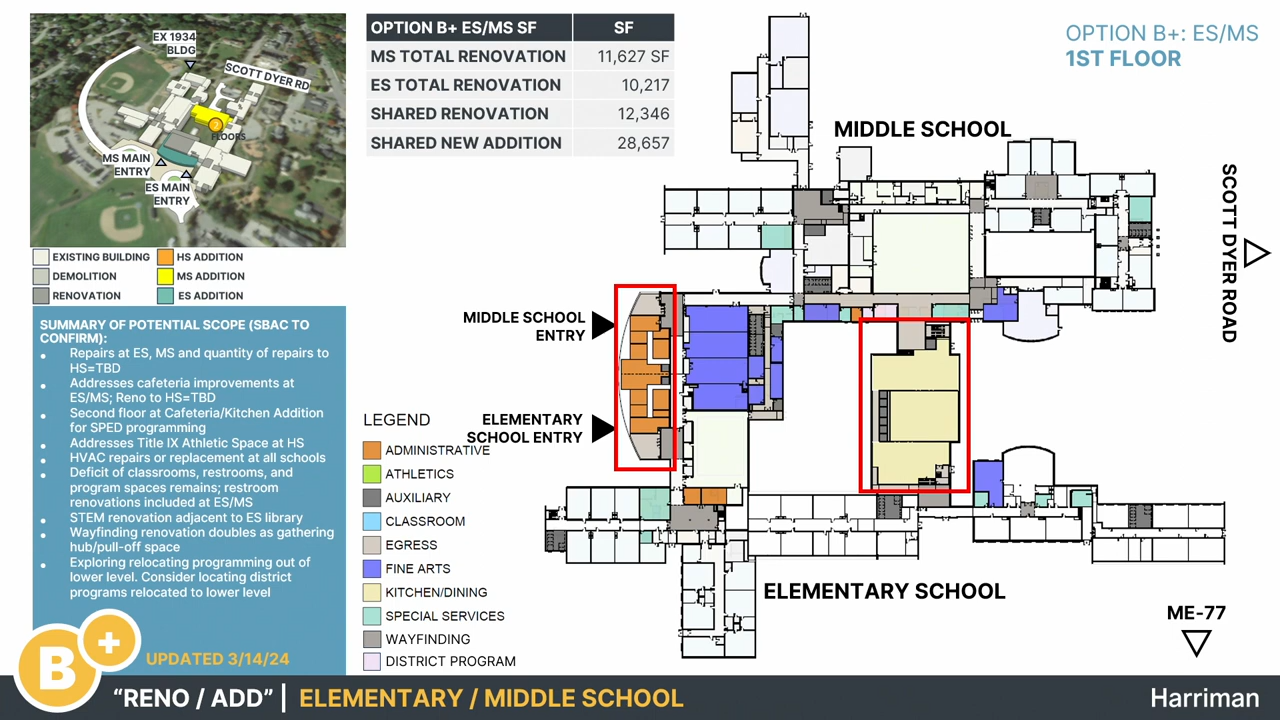 EX 1934
BLDG
SCOTT DYER RD
FLOORS
MS MAIN
ENTRY
ES MAIN
ENTRY
EXISTING BUILDING
HS ADDITION
DEMOLITION
MS ADDITION
RENOVATION
ES ADDITION
SUMMARY OF POTENTIAL SCOPE (SBAC TO
CONFIRM):
• Repairs at ES, MS and quantity of repairs to
HS=TBD
• Addresses cafeteria improvements at
ES/MS; Reno to HS=TBD
• Second floor at Cafeteria/Kitchen Addition
for SPED programming
• Addresses Title IX Athletic Space at HS
• HVAC repairs or replacement at all schools
• Deficit of classrooms, restrooms, and
program spaces remains; restroom
renovations included at ES/MS
• STEM renovation adjacent to ES library
• Wayfinding renovation doubles as gathering
hub/pull-off space
• Exploring relocating programming out of
lower level. Consider locating district
programs relocated to lower level
B+
UPDATED 3/14/24
OPTION B+ ES/MS SF SF
MS TOTAL RENOVATION 11,627 SF
ES TOTAL RENOVATION 10,217
SHARED RENOVATION 12,346
SHARED NEW ADDITION 28,657
OPTION B+: ES/MS
1ST FLOOR
MIDDLE SCHOOL
SCOTT DYER ROAD
MIDDLE SCHOOL
ENTRY
ELEMENTARY
SCHOOL ENTRY
LEGEND
ADMINISTRATIVE
ATHLETICS
AUXILIARY
CLASSROOM
EGRESS
FINE ARTS
KITCHEN/DINING
SPECIAL SERVICES
WAYFINDING
DISTRICT PROGRAM
ELEMENTARY SCHOOL
ME-77
“RENO / ADD” | ELEMENTARY / MIDDLE SCHOOL
Harriman